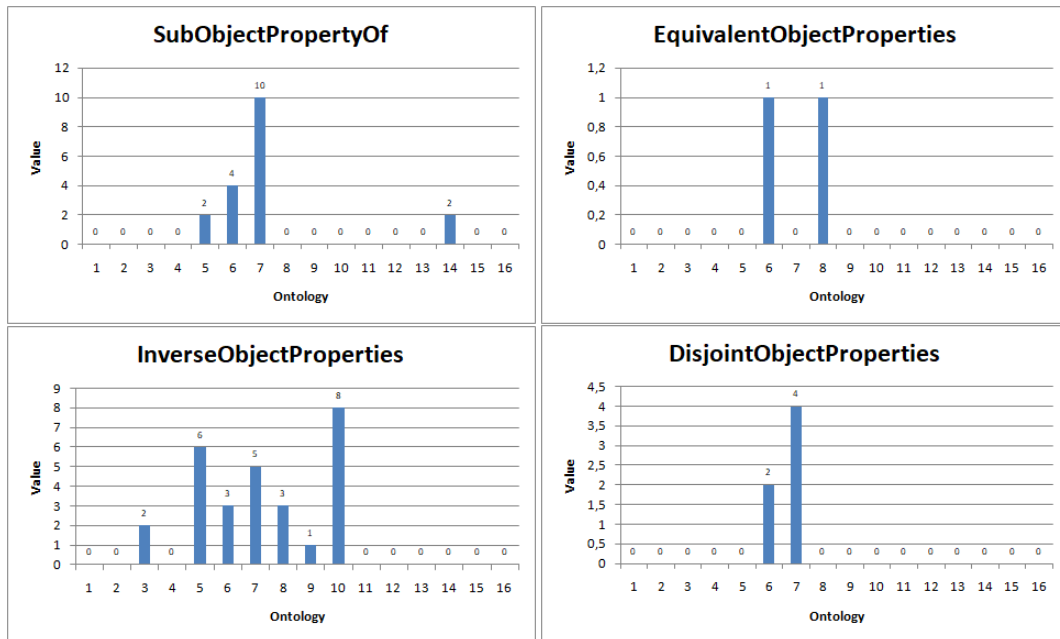 SubObjectPropertyOf
12
10
8
6
4
2
0
Value
0 0 0 0 2 4 10 0 0 0 0 0 0 2 0 0
1 2 3 4 5 6 7 8 9 10 11 12 13 14 15 16
Ontology
EquivalentObjectProperties
1,2
1
0,8
0,6
0,4
0,2
0
Value
0 0 0 0 0 1 0 1 0 0 0 0 0 0 0 0
1 2 3 4 5 6 7 8 9 10 11 12 13 14 15 16
Ontology
InverseObjectProperties
9
8
7
6
5
4
3
2
1
0
Value
0 0 2 0 6 3 5 3 1 8 0 0 0 0 0 0
1 2 3 4 5 6 7 8 9 10 11 12 13 14 15 16
Ontology
DisjointObjectProperties
4,5
4
3,5
3
2,5
2
1,5
1
0,5
0
Value
0 0 0 0 0 2 4 0 0 0 0 0 0 0 0 0
1 2 3 4 5 6 7 8 9 10 11 12 13 14 15 16
Ontology